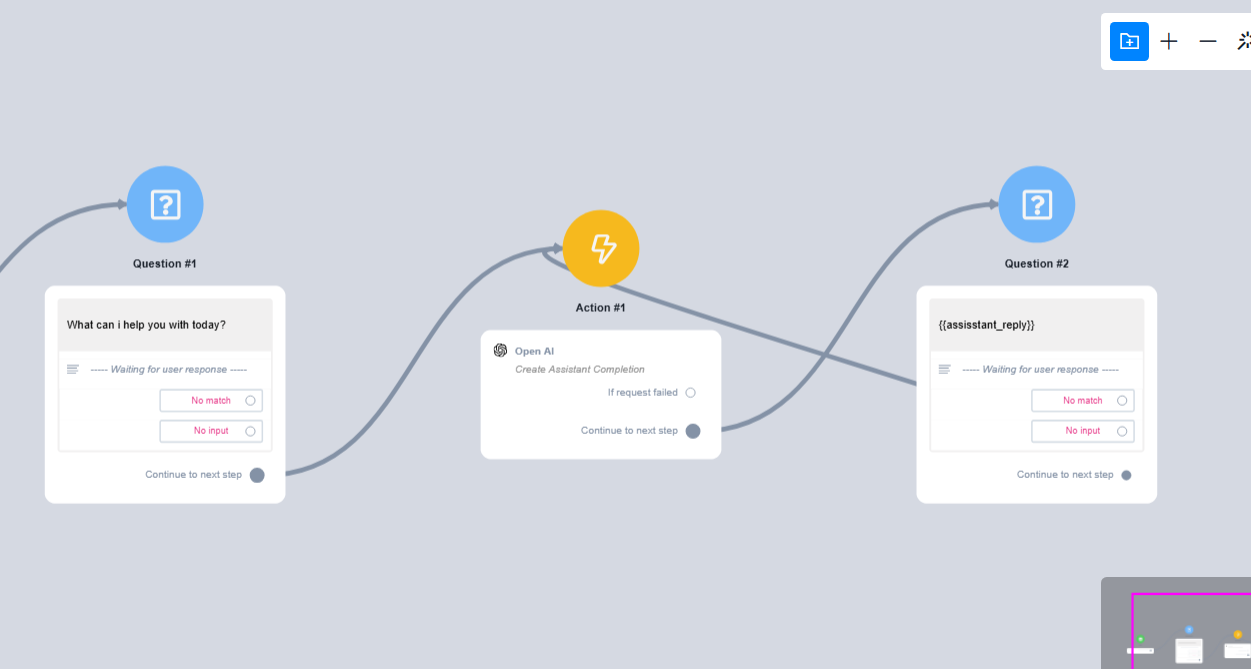 Question #1
What can i help you with today?
----- Waiting for user response -----
No match
No input
Continue to next step
Action #1
Open AI
Create Assistant Completion
If request failed
Continue to next step
Question #2
{{assisstant_reply}}
----- Waiting for user response -----
No match
No input
Continue to next step